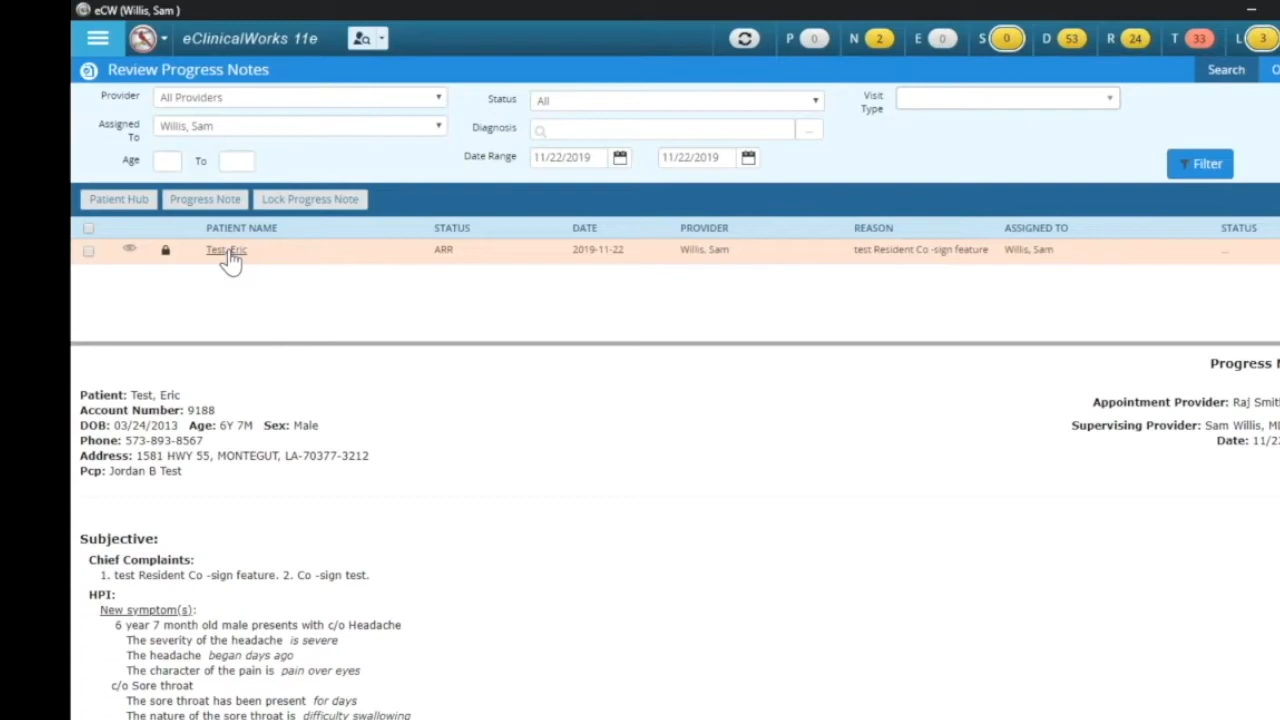 eCW (Willis, Sam )
eClinicalWorks 11e
P 0 N 2 E 0 S 0 D 53 R 24 T 33 L 3
Review Progress Notes
Search
Provider All Providers Status All Visit Type
Assigned To Willis, Sam Diagnosis ...
Age To Date Range 11/22/2019 11/22/2019
Filter
Patient Hub Progress Note Lock Progress Note
PATIENT NAME STATUS DATE PROVIDER REASON ASSIGNED TO STATUS
Test, Eric ARR 2019-11-22 Willis, Sam test Resident Co -sign feature Willis, Sam ...
Progress N
Patient: Test, Eric
Account Number: 9188
DOB: 03/24/2013 Age: 6Y 7M Sex: Male
Phone: 573-893-8567
Address: 1581 HWY 55, MONTEGUT, LA-70377-3212
Pcp: Jordan B Test
Appointment Provider: Raj Smit
Supervising Provider: Sam Willis, MD
Date: 11/2
Subjective:
Chief Complaints:
1. test Resident Co -sign feature. 2. Co -sign test.
HPI:
New symptom(s):
6 year 7 month old male presents with c/o Headache
The severity of the headache is severe
The headache began days ago
The character of the pain is pain over eyes
c/o Sore throat
The sore throat has been present for days
The nature of the sore throat is difficulty swallowing